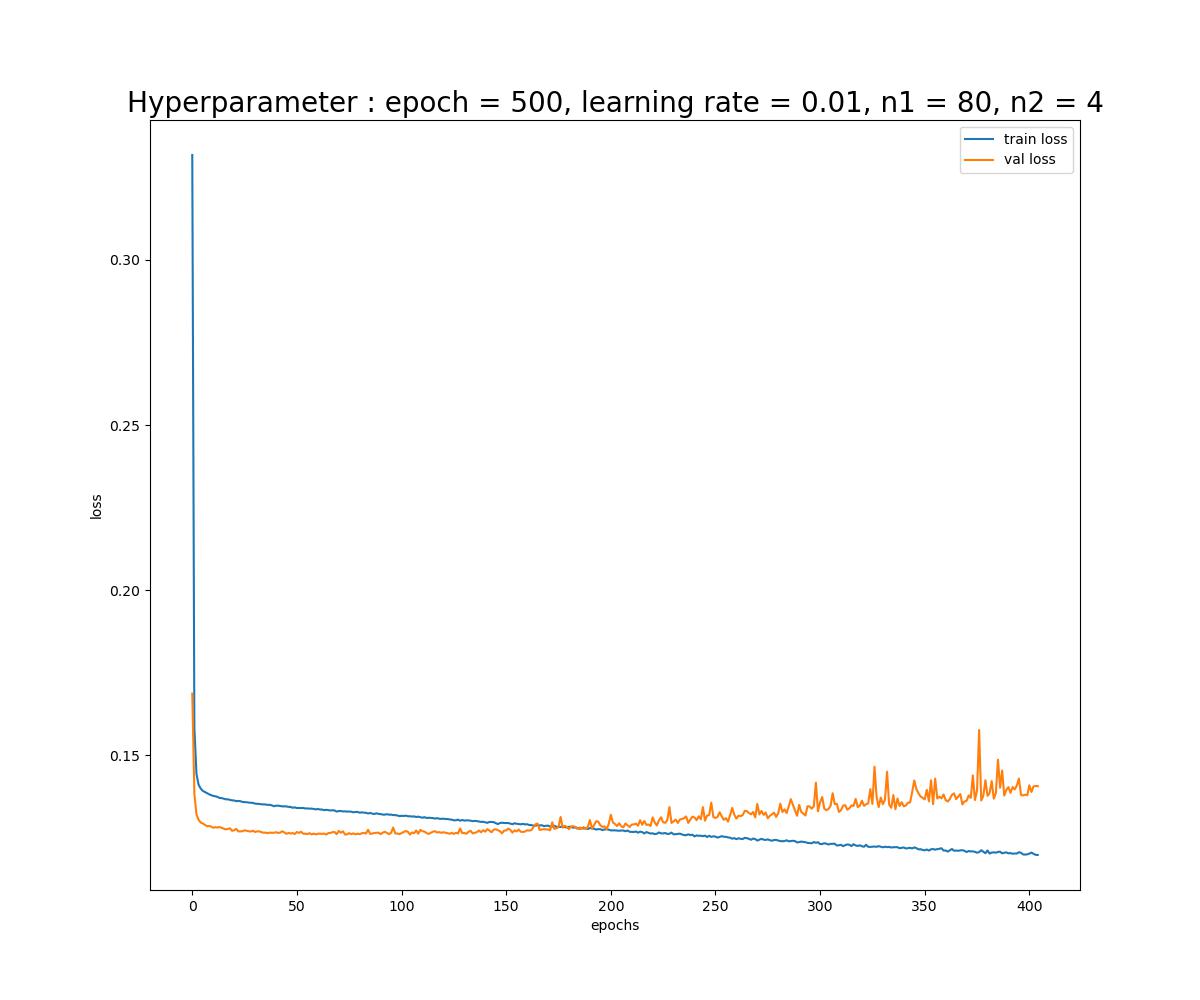 Hyperparameter : epoch = 500, learning rate = 0.01, n1 = 80, n2 = 4
train loss
val loss
0.30
0.25
0.20
0.15
loss
0 50 100 150 200 250 300 350 400
epochs